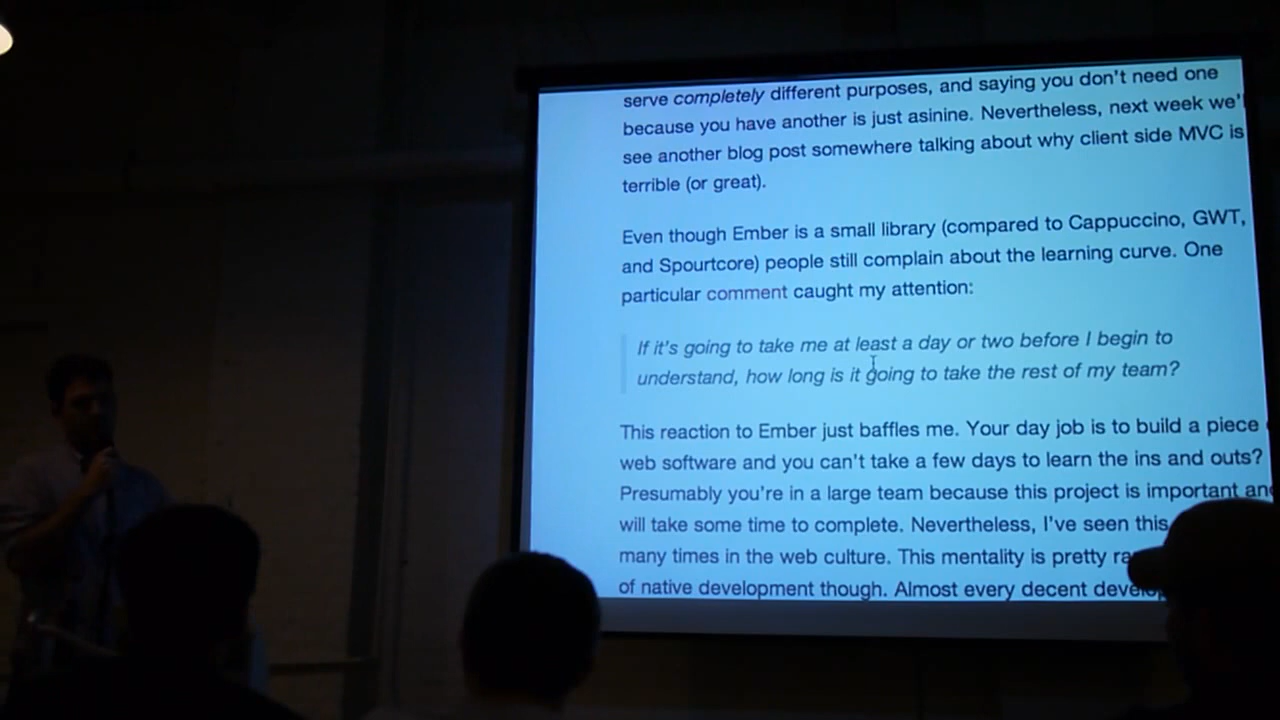 serve completely different purposes, and saying you don't need one
because you have another is just asinine. Nevertheless, next week we'
see another blog post somewhere talking about why client side MVC is
terrible (or great).
Even though Ember is a small library (compared to Cappuccino, GWT,
and Spourtcore) people still complain about the learning curve. One
particular comment caught my attention:
If it's going to take me at least a day or two before I begin to
understand, how long is it going to take the rest of my team?
This reaction to Ember just baffles me. Your day job is to build a piece
web software and you can't take a few days to learn the ins and outs?
Presumably you're in a large team because this project is important and
will take some time to complete. Nevertheless, I've seen this
many times in the web culture. This mentality is pretty
of native development though. Almost every decent